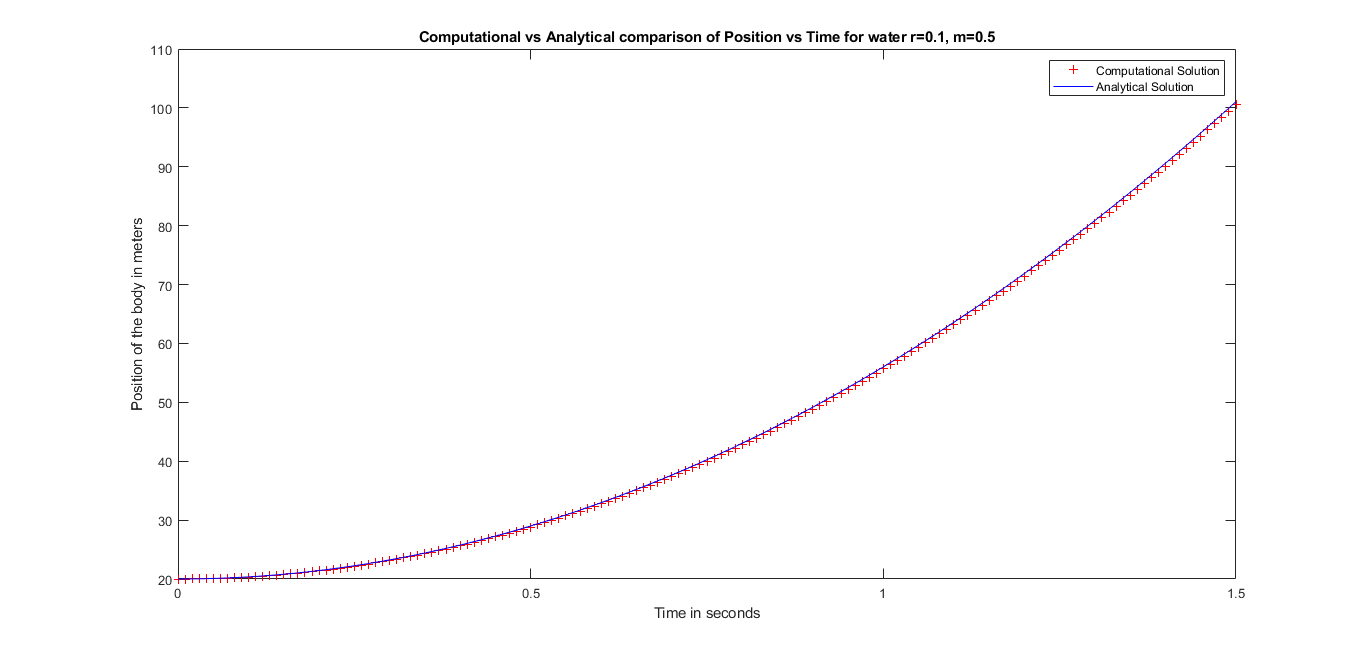 Computational vs Analytical comparison of Position vs Time for water r=0.1, m=0.5
110
100
90
80
70
60
50
40
30
20
Position of the body in meters
Computational Solution
Analytical Solution
0
0.5
1
1.5
Time in seconds